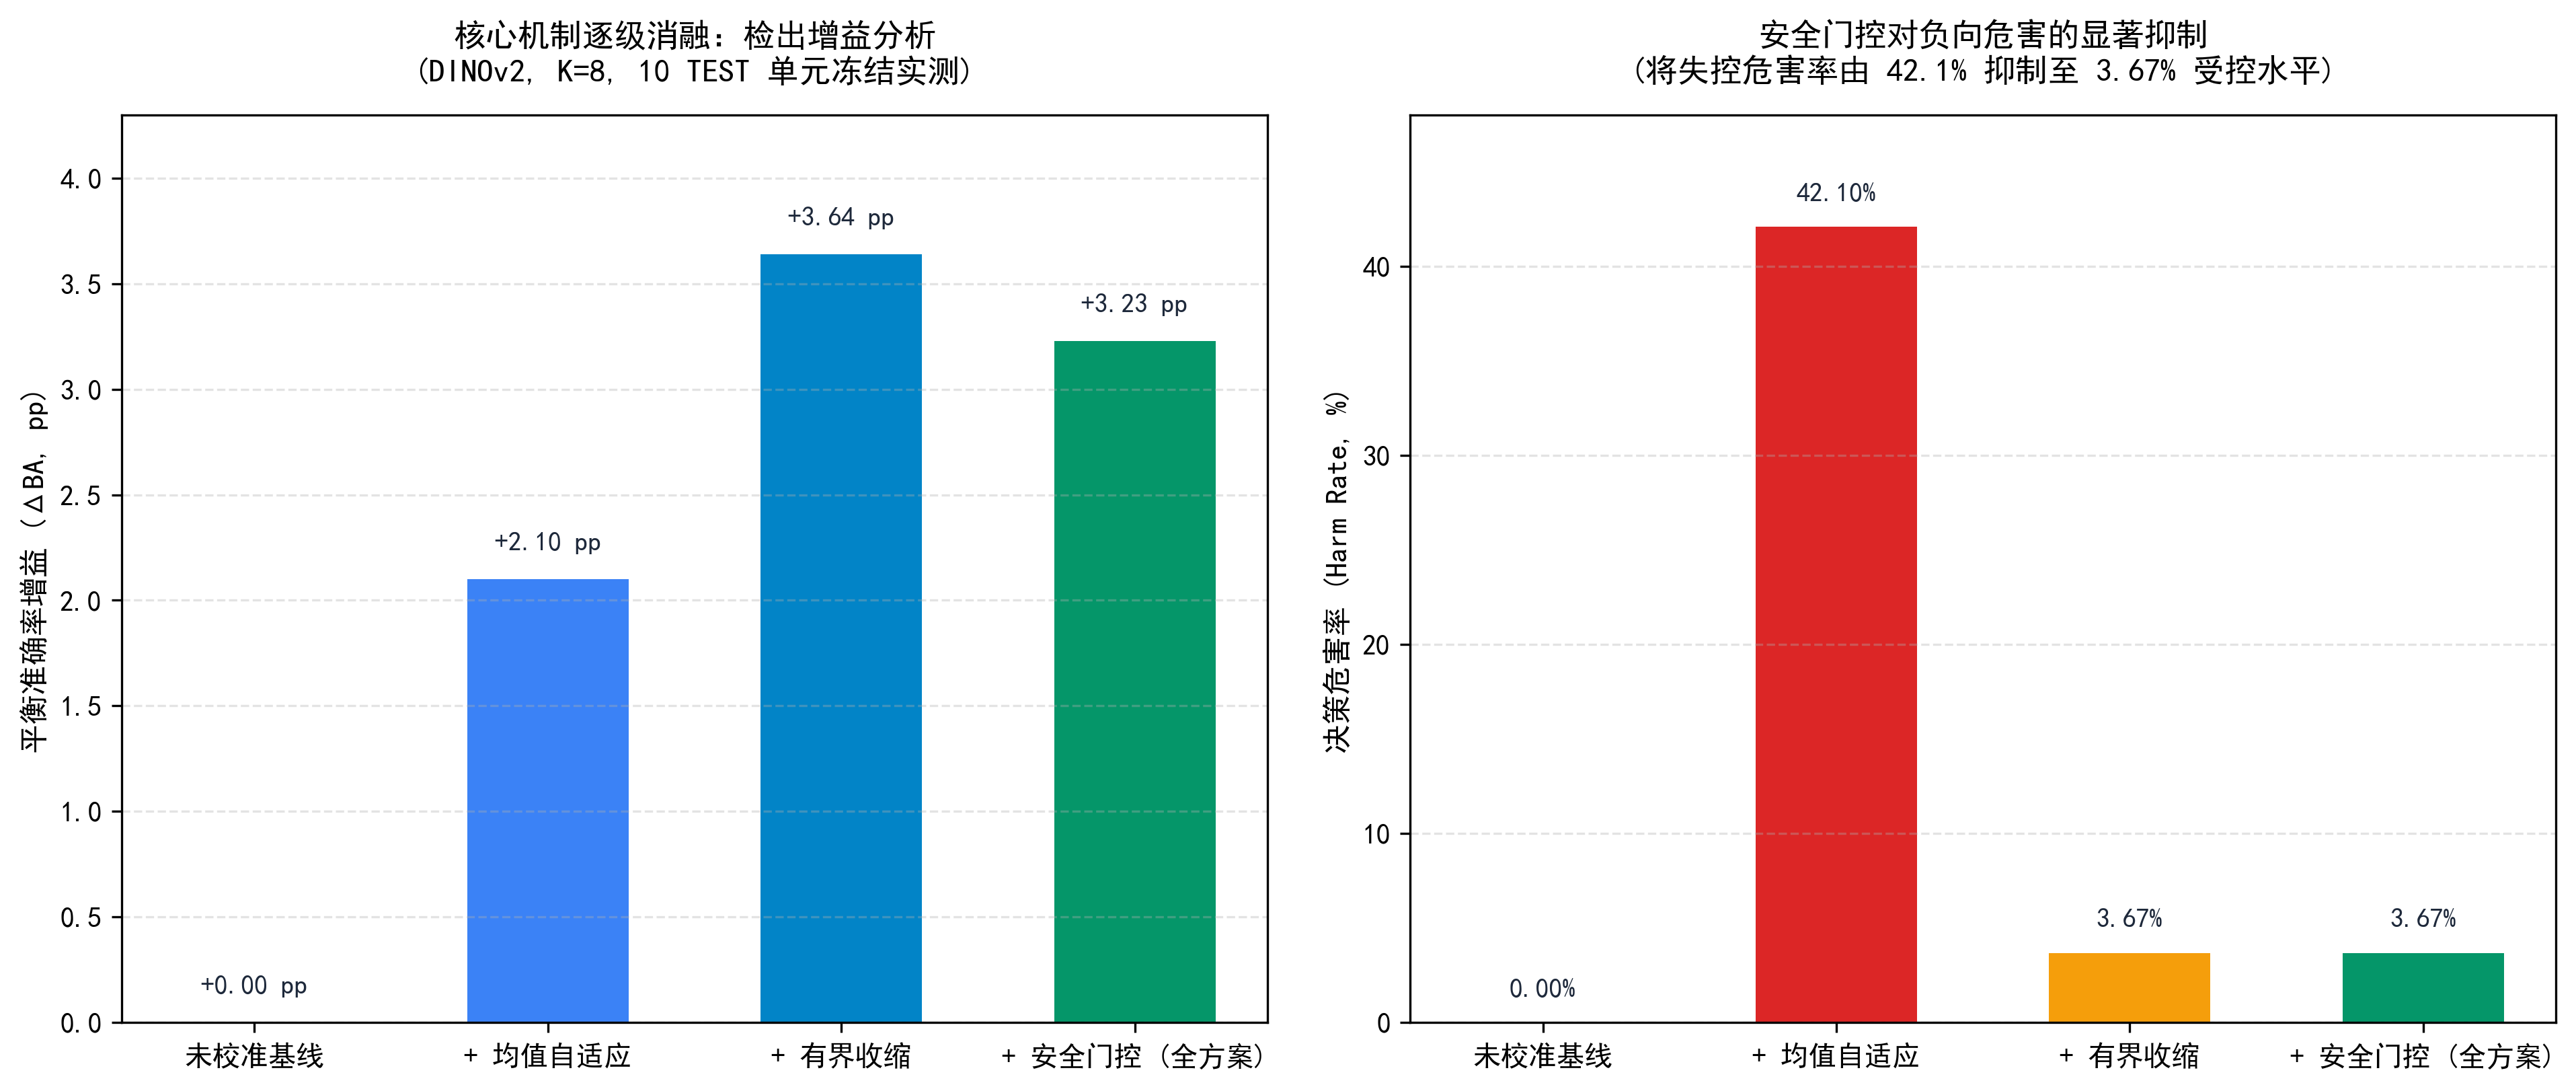 核心机制逐级消融：检出增益分析
(DINOv2, K=8, 10 TEST 单元冻结实测)
平衡准确率增益 (ΔBA, pp)
4.0
3.5
3.0
2.5
2.0
1.5
1.0
0.5
0.0
+0.00 pp
+2.10 pp
+3.64 pp
+3.23 pp
未校准基线
+ 均值自适应
+ 有界收缩
+ 安全门控 (全方案)
安全门控对负向危害的显著抑制
(将失控危害率由 42.1% 抑制至 3.67% 受控水平)
决策危害率 (Harm Rate, %)
40
30
20
10
0
0.00%
42.10%
3.67%
3.67%
未校准基线
+ 均值自适应
+ 有界收缩
+ 安全门控 (全方案)